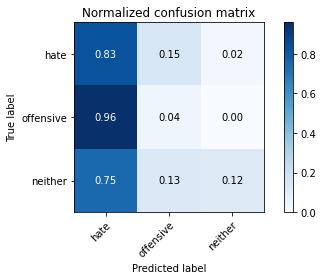 Normalized confusion matrix
True label
hate 0.83 0.15 0.02
offensive 0.96 0.04 0.00
neither 0.75 0.13 0.12
hate offensive neither
Predicted label
0.8
0.6
0.4
0.2
0.0